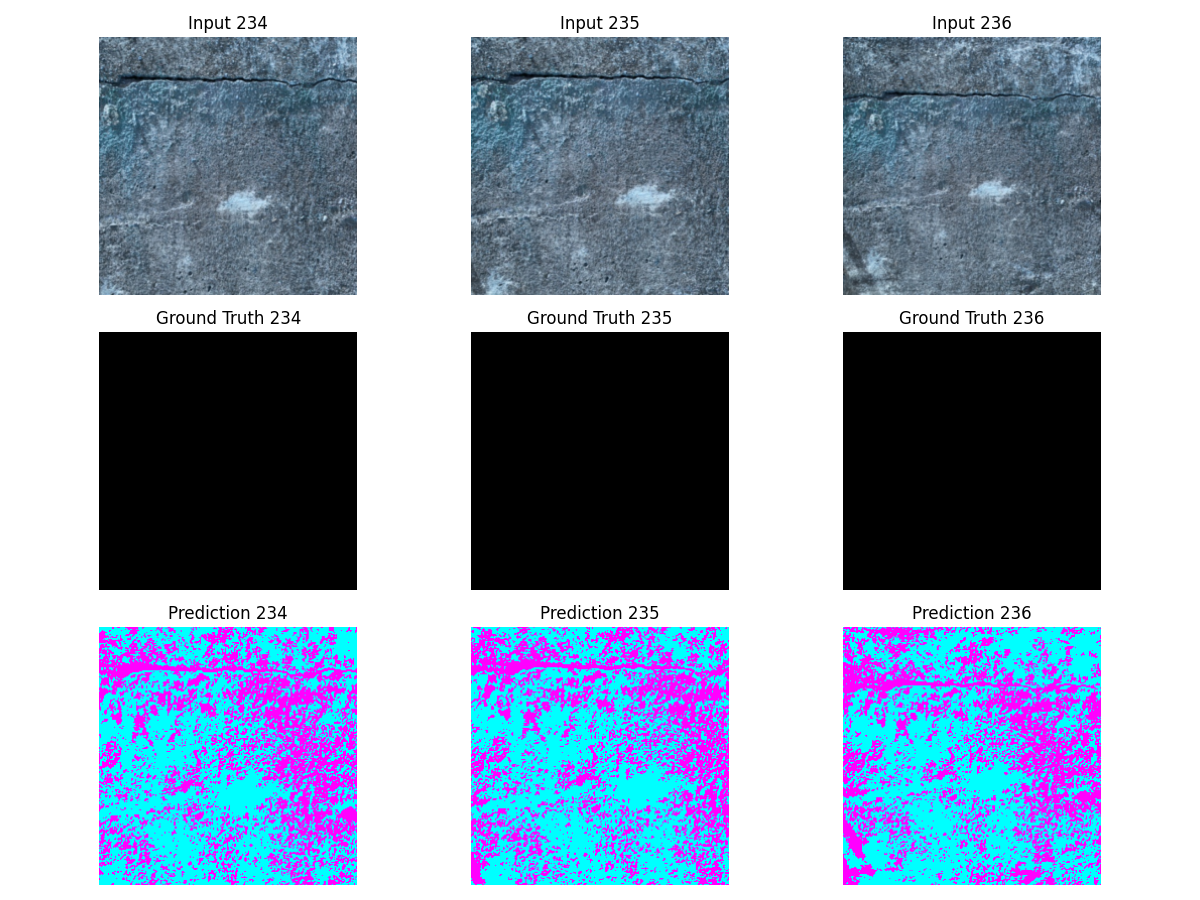 Input 234
Input 235
Input 236
Ground Truth 234
Ground Truth 235
Ground Truth 236
Prediction 234
Prediction 235
Prediction 236